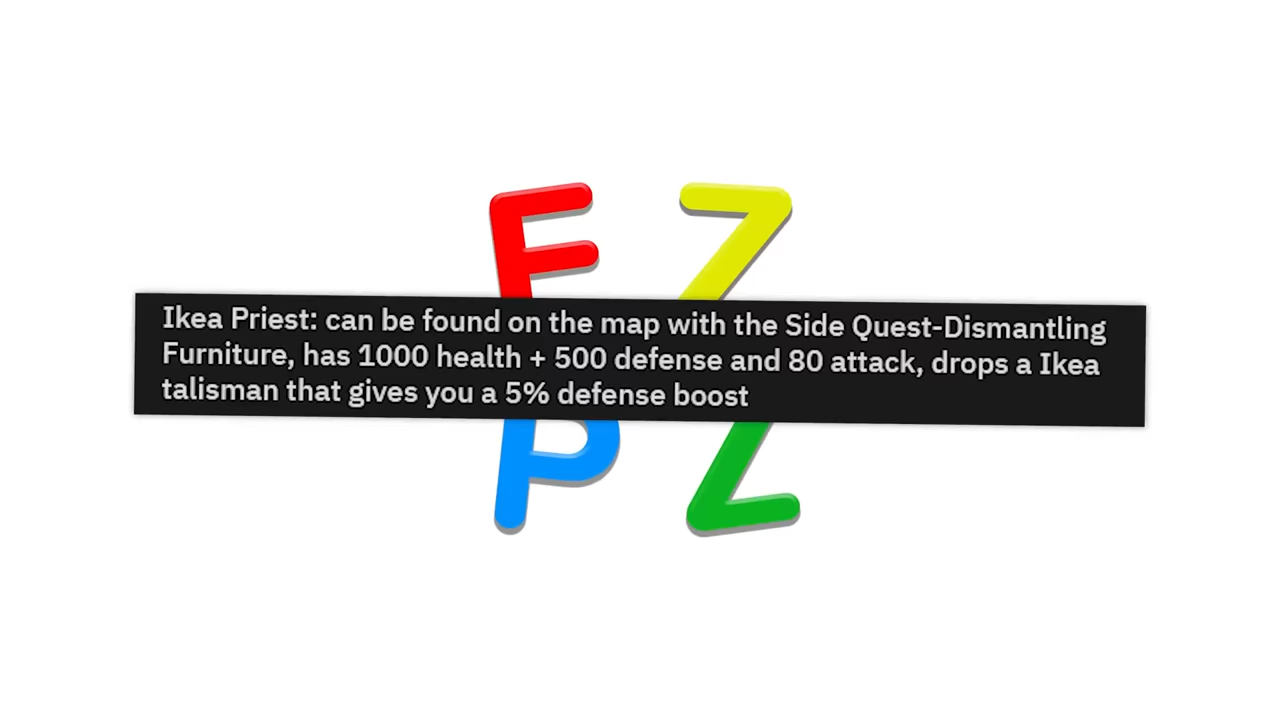 F Z
Ikea Priest: can be found on the map with the Side Quest-Dismantling
Furniture, has 1000 health + 500 defense and 80 attack, drops a Ikea
talisman that gives you a 5% defense boost
P Z